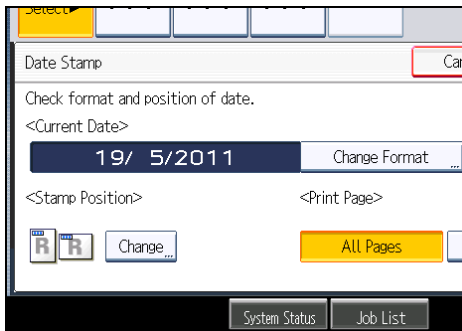 Select▶
Date Stamp
Check format and position of date.
<Current Date>
19/ 5/2011
Change Format
<Stamp Position>
<Print Page>
R
R
Change
All Pages
System Status
Job List